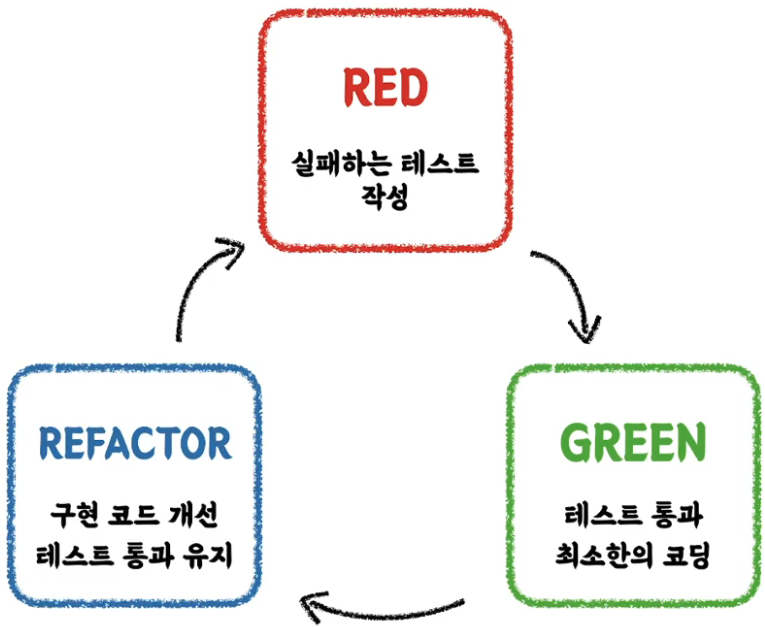 RED
실패하는 테스트
작성
REFACTOR
구현 코드 개선
테스트 통과 유지
GREEN
테스트 통과
최소한의 코딩